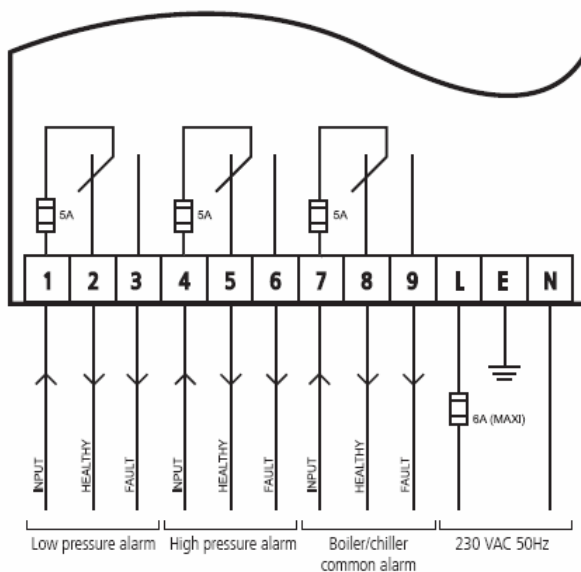 5A
5A
5A
1 2 3 4 5 6 7 8 9 L E N
6A (MAXI)
INPUT
HEALTHY
FAULT
INPUT
HEALTHY
FAULT
INPUT
HEALTHY
FAULT
Low pressure alarm
High pressure alarm
Boiler/chiller
common alarm
230 VAC 50Hz